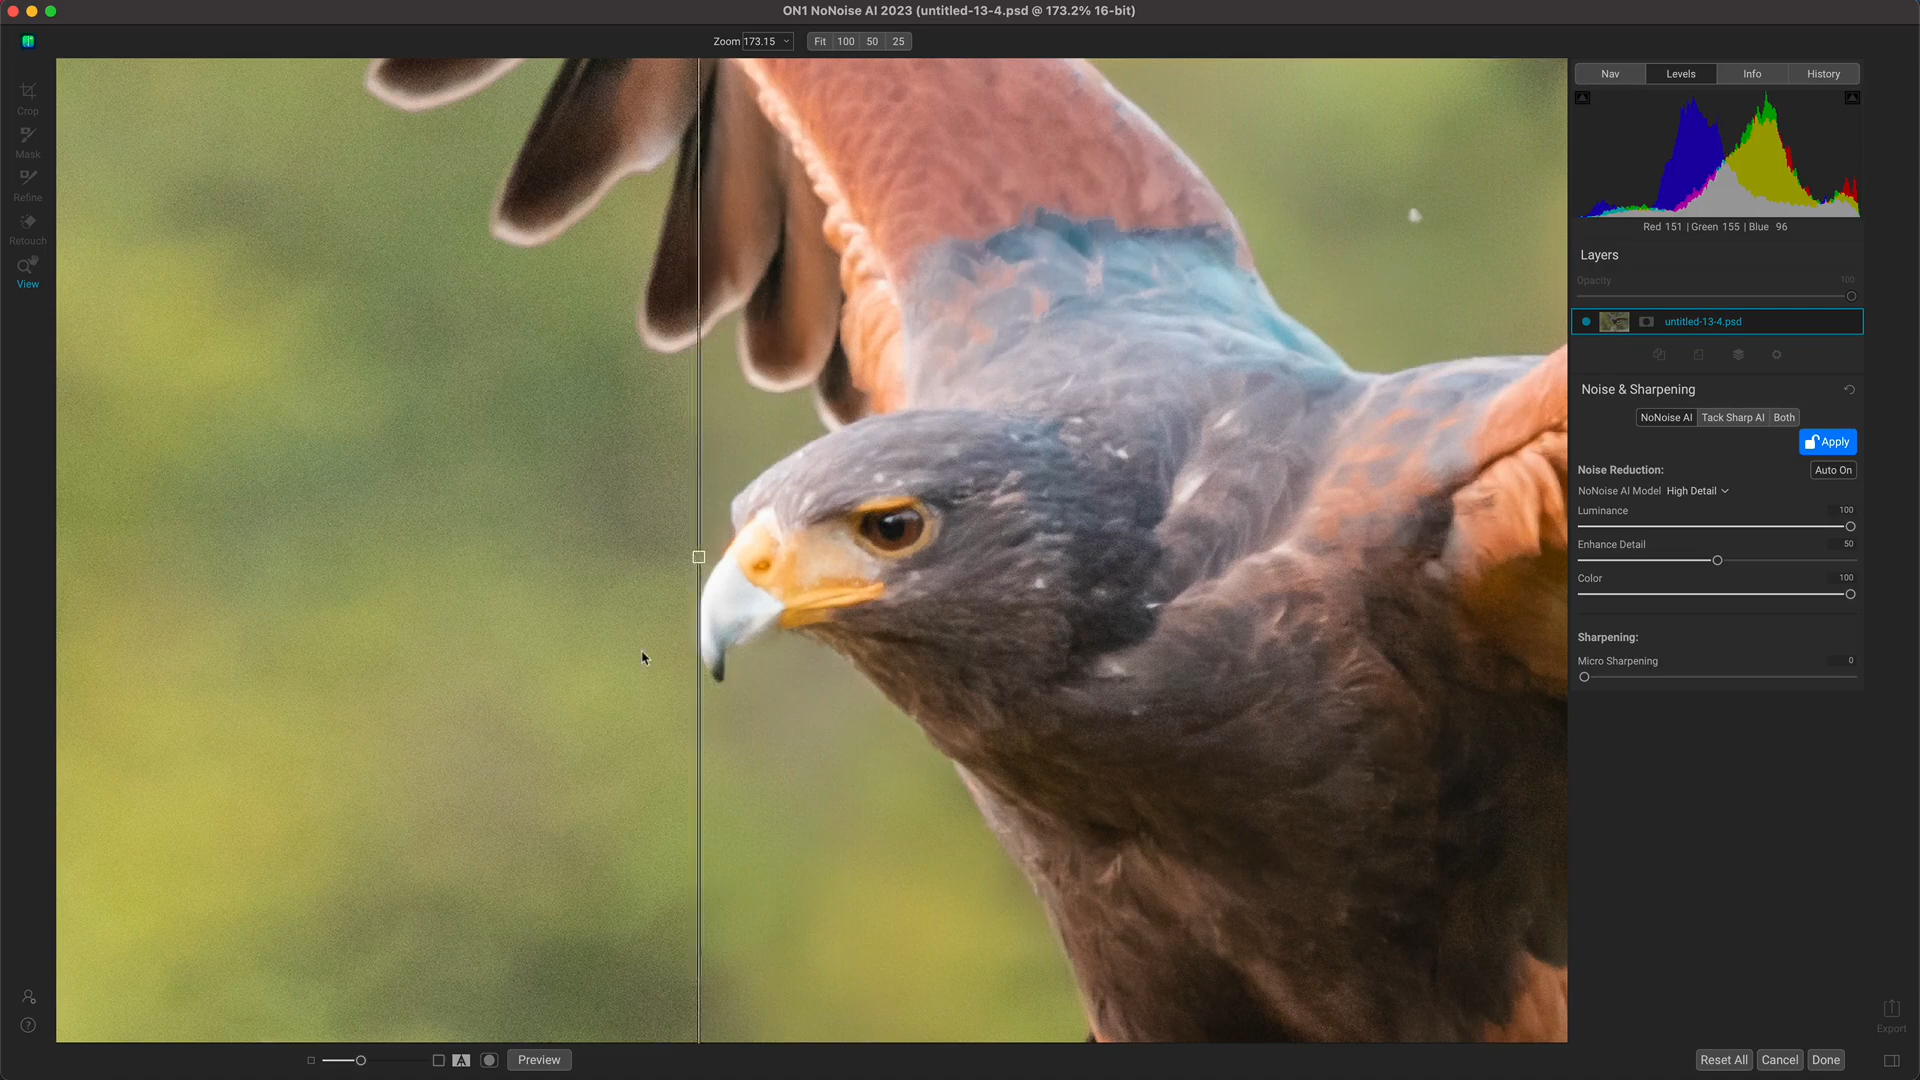 ON1 NoNoise AI 2023 (untitled-13-4.psd @ 173.2% 16-bit)
Zoom 173.15 Fit 100 50 25
Crop
Mask
Refine
Retouch
View
Nav Levels Info History
Red 151 | Green 155 | Blue 96
Layers
Opacity 100
untitled-13-4.psd
Noise & Sharpening
NoNoise AI Tack Sharp AI Both
Apply
Noise Reduction: Auto On
NoNoise AI Model High Detail
Luminance 100
Enhance Detail 50
Color 100
Sharpening:
Micro Sharpening 0
Export
A Preview Reset All Cancel Done